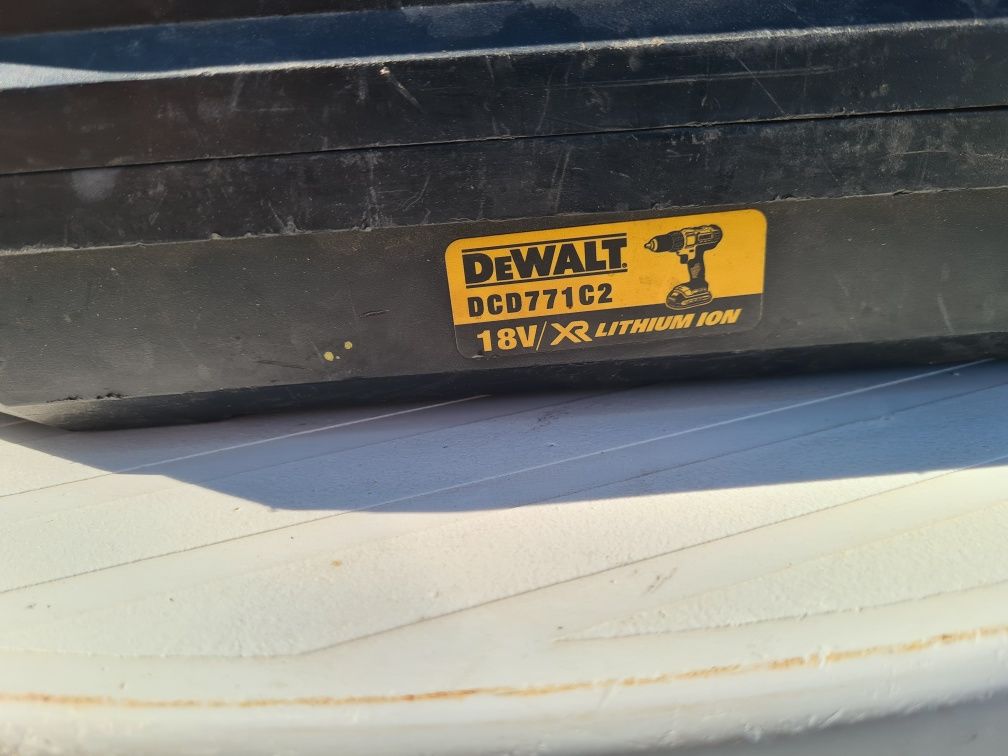 DEWALT
DCD771C2
18V/XR LITHIUM ION